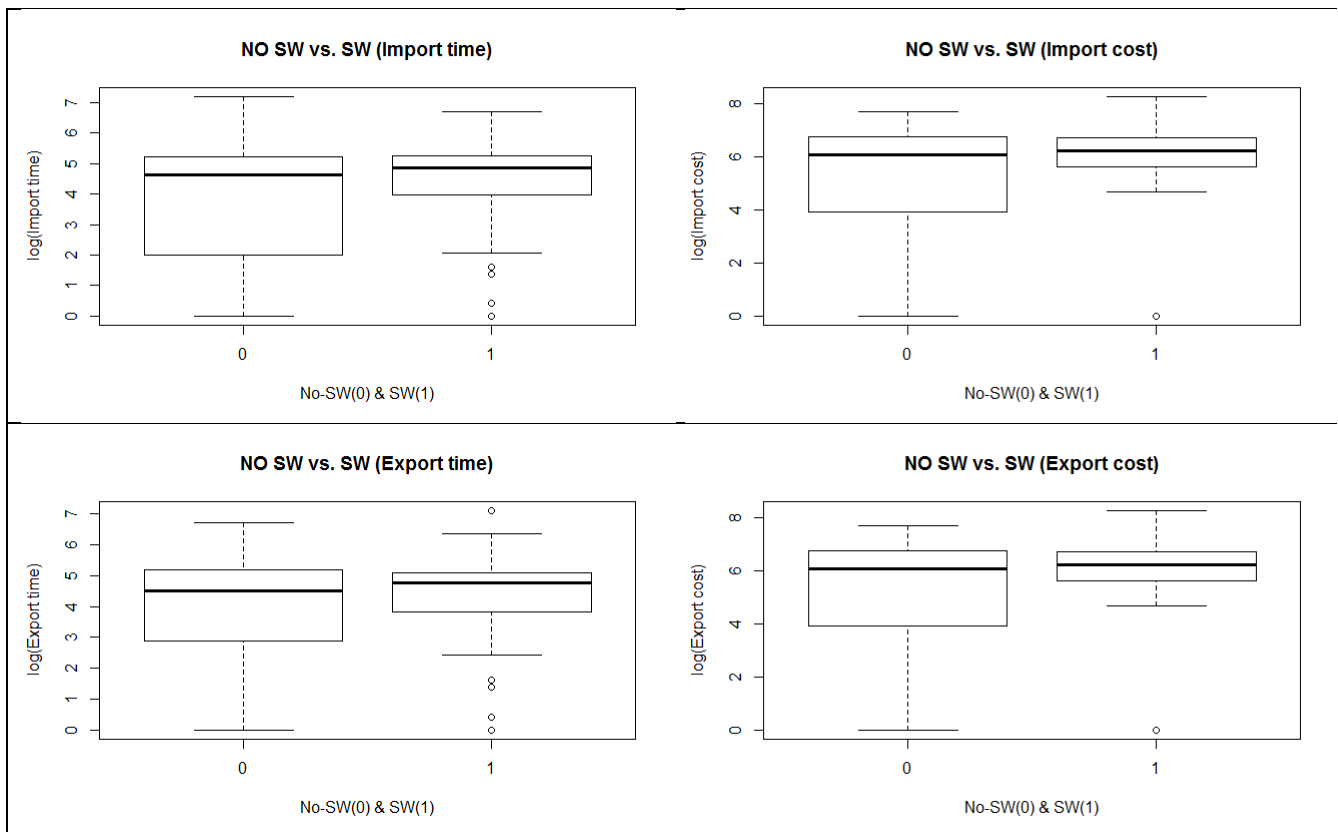 NO SW vs. SW (Import time)
log(Import time)
7
6
5
4
3
2
1
0
0 1
No-SW(0) & SW(1)
NO SW vs. SW (Import cost)
log(Import cost)
8
6
4
2
0
0 1
No-SW(0) & SW(1)
NO SW vs. SW (Export time)
log(Export time)
7
6
5
4
3
2
1
0
0 1
No-SW(0) & SW(1)
NO SW vs. SW (Export cost)
log(Export cost)
8
6
4
2
0
0 1
No-SW(0) & SW(1)